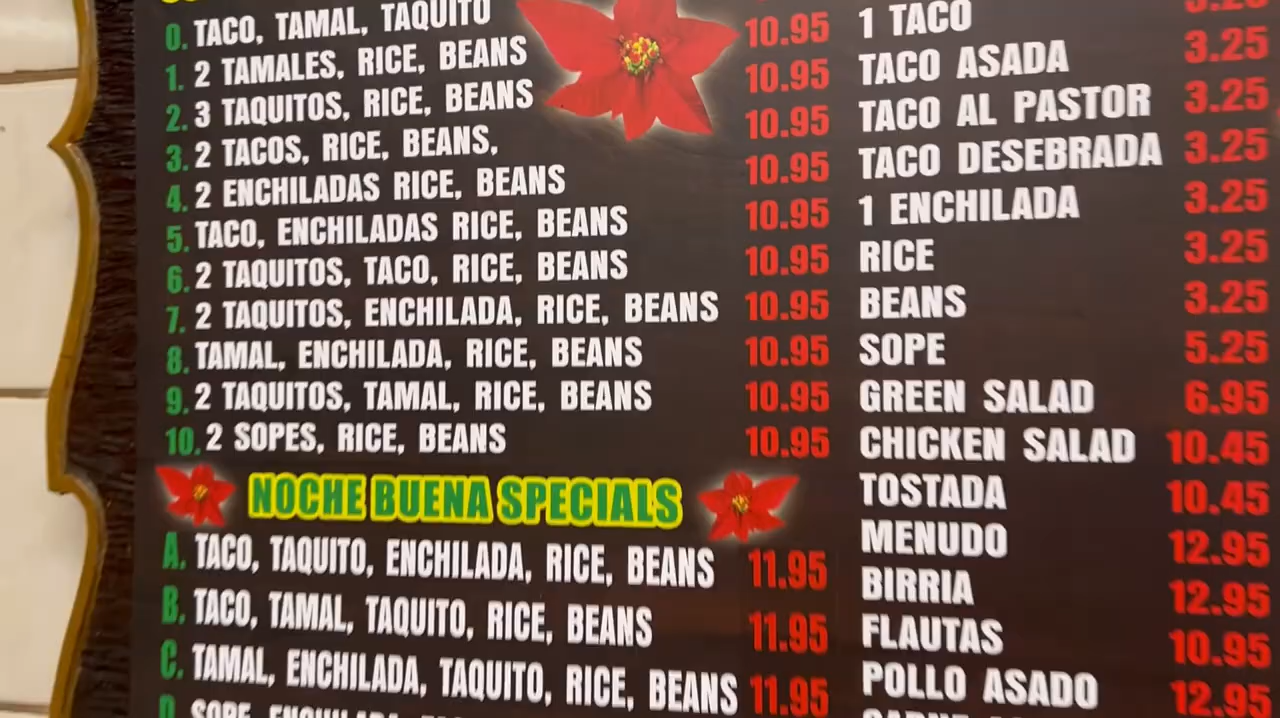 0. TACO, TAMAL, TAQUITO
1. 2 TAMALES, RICE, BEANS 10.95
2. 3 TAQUITOS, RICE, BEANS 10.95
3. 2 TACOS, RICE, BEANS, 10.95
4. 2 ENCHILADAS RICE, BEANS 10.95
5. TACO, ENCHILADAS RICE, BEANS 10.95
6. 2 TAQUITOS, TACO, RICE, BEANS 10.95
7. 2 TAQUITOS, ENCHILADA, RICE, BEANS 10.95
8. TAMAL, ENCHILADA, RICE, BEANS 10.95
9. 2 TAQUITOS, TAMAL, RICE, BEANS 10.95
10. 2 SOPES, RICE, BEANS 10.95
NOCHE BUENA SPECIALS
A. TACO, TAQUITO, ENCHILADA, RICE, BEANS 11.95
B. TACO, TAMAL, TAQUITO, RICE, BEANS 11.95
C. TAMAL, ENCHILADA, TAQUITO, RICE, BEANS 11.95
1 TACO
TACO ASADA 3.25
TACO AL PASTOR 3.25
TACO DESEBRADA 3.25
1 ENCHILADA 3.25
RICE 3.25
BEANS 3.25
SOPE 5.25
GREEN SALAD 6.95
CHICKEN SALAD 10.45
TOSTADA 10.45
MENUDO 12.95
BIRRIA 12.95
FLAUTAS 10.95
POLLO ASADO 12.95